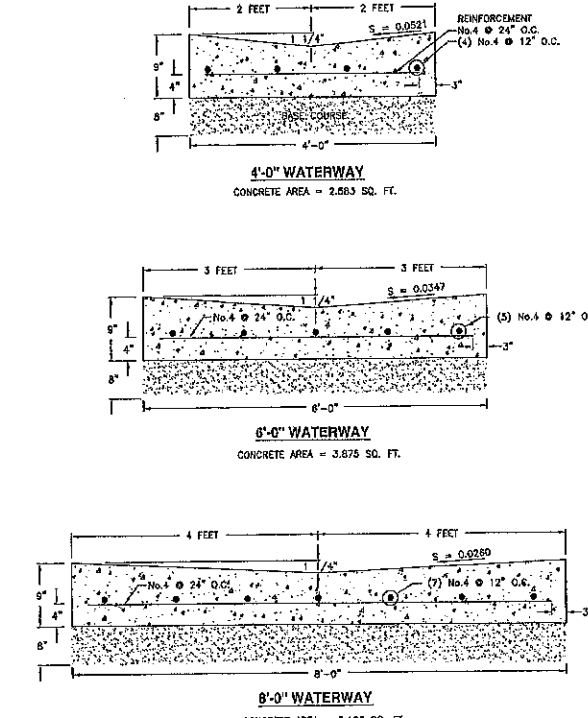 2 FEET 2 FEET
S = 0.0521
REINFORCEMENT
No.4 @ 24" O.C.
(4) No.4 @ 12" O.C.
1 1/4"
9"
4"
3"
8"
BASE COURSE
4'-0"
4'-0" WATERWAY
CONCRETE AREA = 2.583 SQ. FT.
3 FEET 3 FEET
S = 0.0347
1 1/4"
No.4 @ 24" O.C.
(5) No.4 @ 12" O
9"
4"
3"
8"
6'-0"
6'-0" WATERWAY
CONCRETE AREA = 3.875 SQ. FT.
4 FEET 4 FEET
S = 0.0260
1 1/4"
No.4 @ 24" O.C.
(7) No.4 @ 12" O.C.
9"
4"
3"
8"
8'-0"
8'-0" WATERWAY